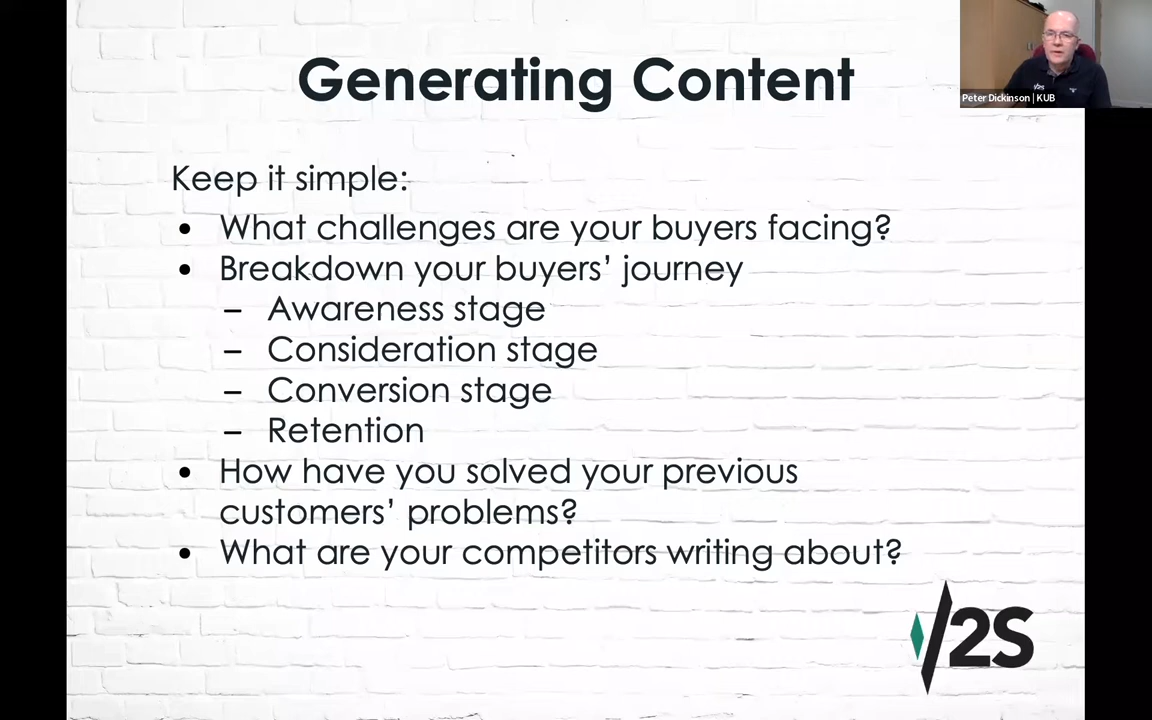 Generating Content
Peter Dickinson | KUB
Keep it simple:
• What challenges are your buyers facing?
• Breakdown your buyers’ journey
– Awareness stage
– Consideration stage
– Conversion stage
– Retention
• How have you solved your previous
customers’ problems?
• What are your competitors writing about?
/2S